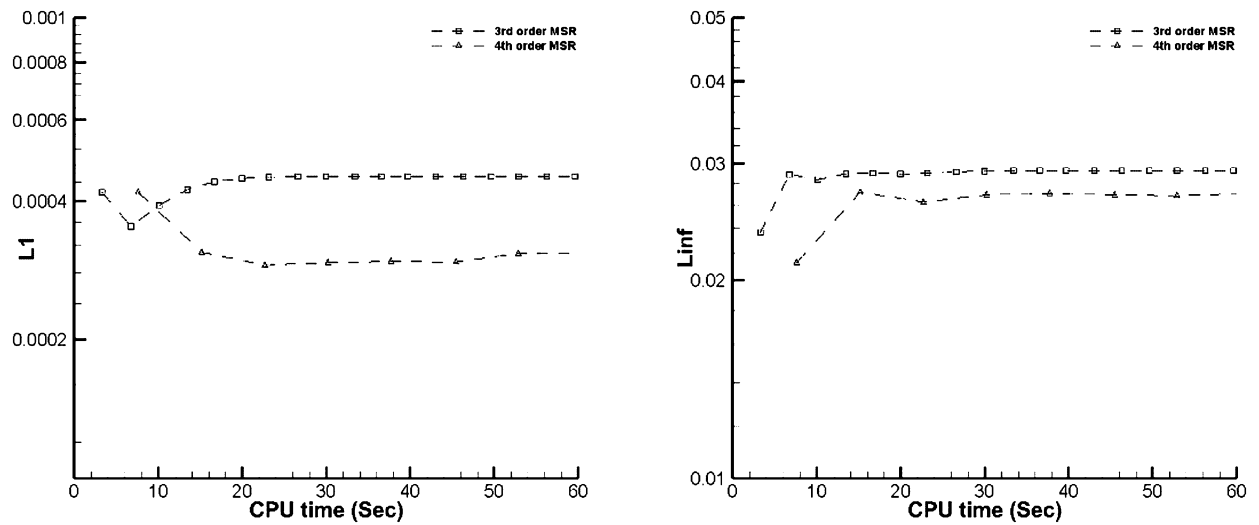 0.001
0.0008
0.0006
0.0004
0.0002
L1
0 10 20 30 40 50 60
CPU time (Sec)
3rd order MSR
4th order MSR
0.05
0.04
0.03
0.02
0.01
Linf
0 10 20 30 40 50 60
CPU time (Sec)
3rd order MSR
4th order MSR